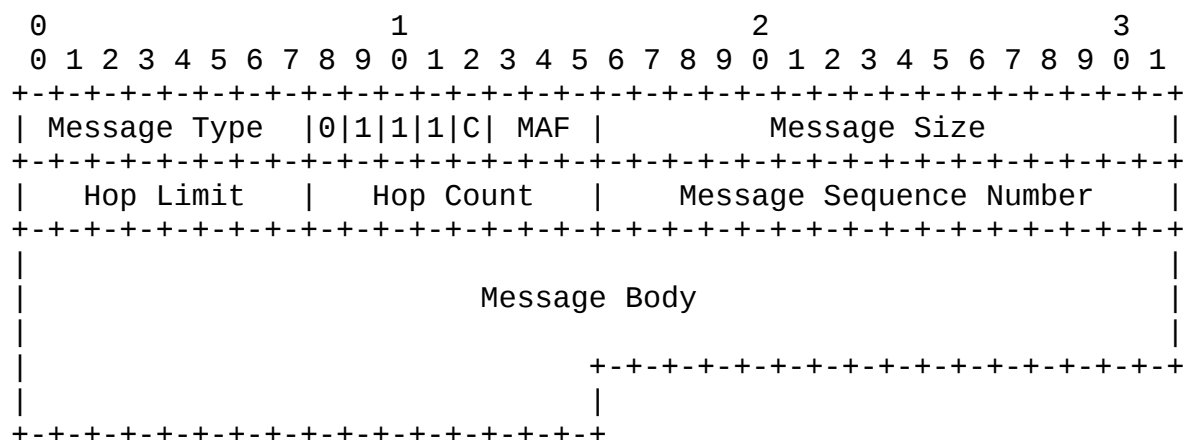 0                   1                   2                   3
 0 1 2 3 4 5 6 7 8 9 0 1 2 3 4 5 6 7 8 9 0 1 2 3 4 5 6 7 8 9 0 1
+-+-+-+-+-+-+-+-+-+-+-+-+-+-+-+-+-+-+-+-+-+-+-+-+-+-+-+-+-+-+-+-+
| Message Type  |0|1|1|1|C| MAF |         Message Size          |
+-+-+-+-+-+-+-+-+-+-+-+-+-+-+-+-+-+-+-+-+-+-+-+-+-+-+-+-+-+-+-+-+
|   Hop Limit   |   Hop Count   |    Message Sequence Number    |
+-+-+-+-+-+-+-+-+-+-+-+-+-+-+-+-+-+-+-+-+-+-+-+-+-+-+-+-+-+-+-+-+
|                                                               |
|                         Message Body                          |
|                                                               |
|                               +-+-+-+-+-+-+-+-+-+-+-+-+-+-+-+-+
|                               |
+-+-+-+-+-+-+-+-+-+-+-+-+-+-+-+-+